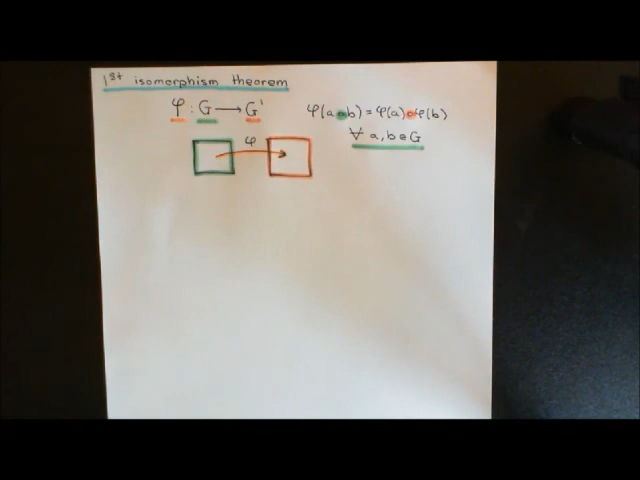 1st isomorphism theorem
φ : G → G'
φ(a∘b) = φ(a)∘φ(b)
∀ a, b ∈ G
φ